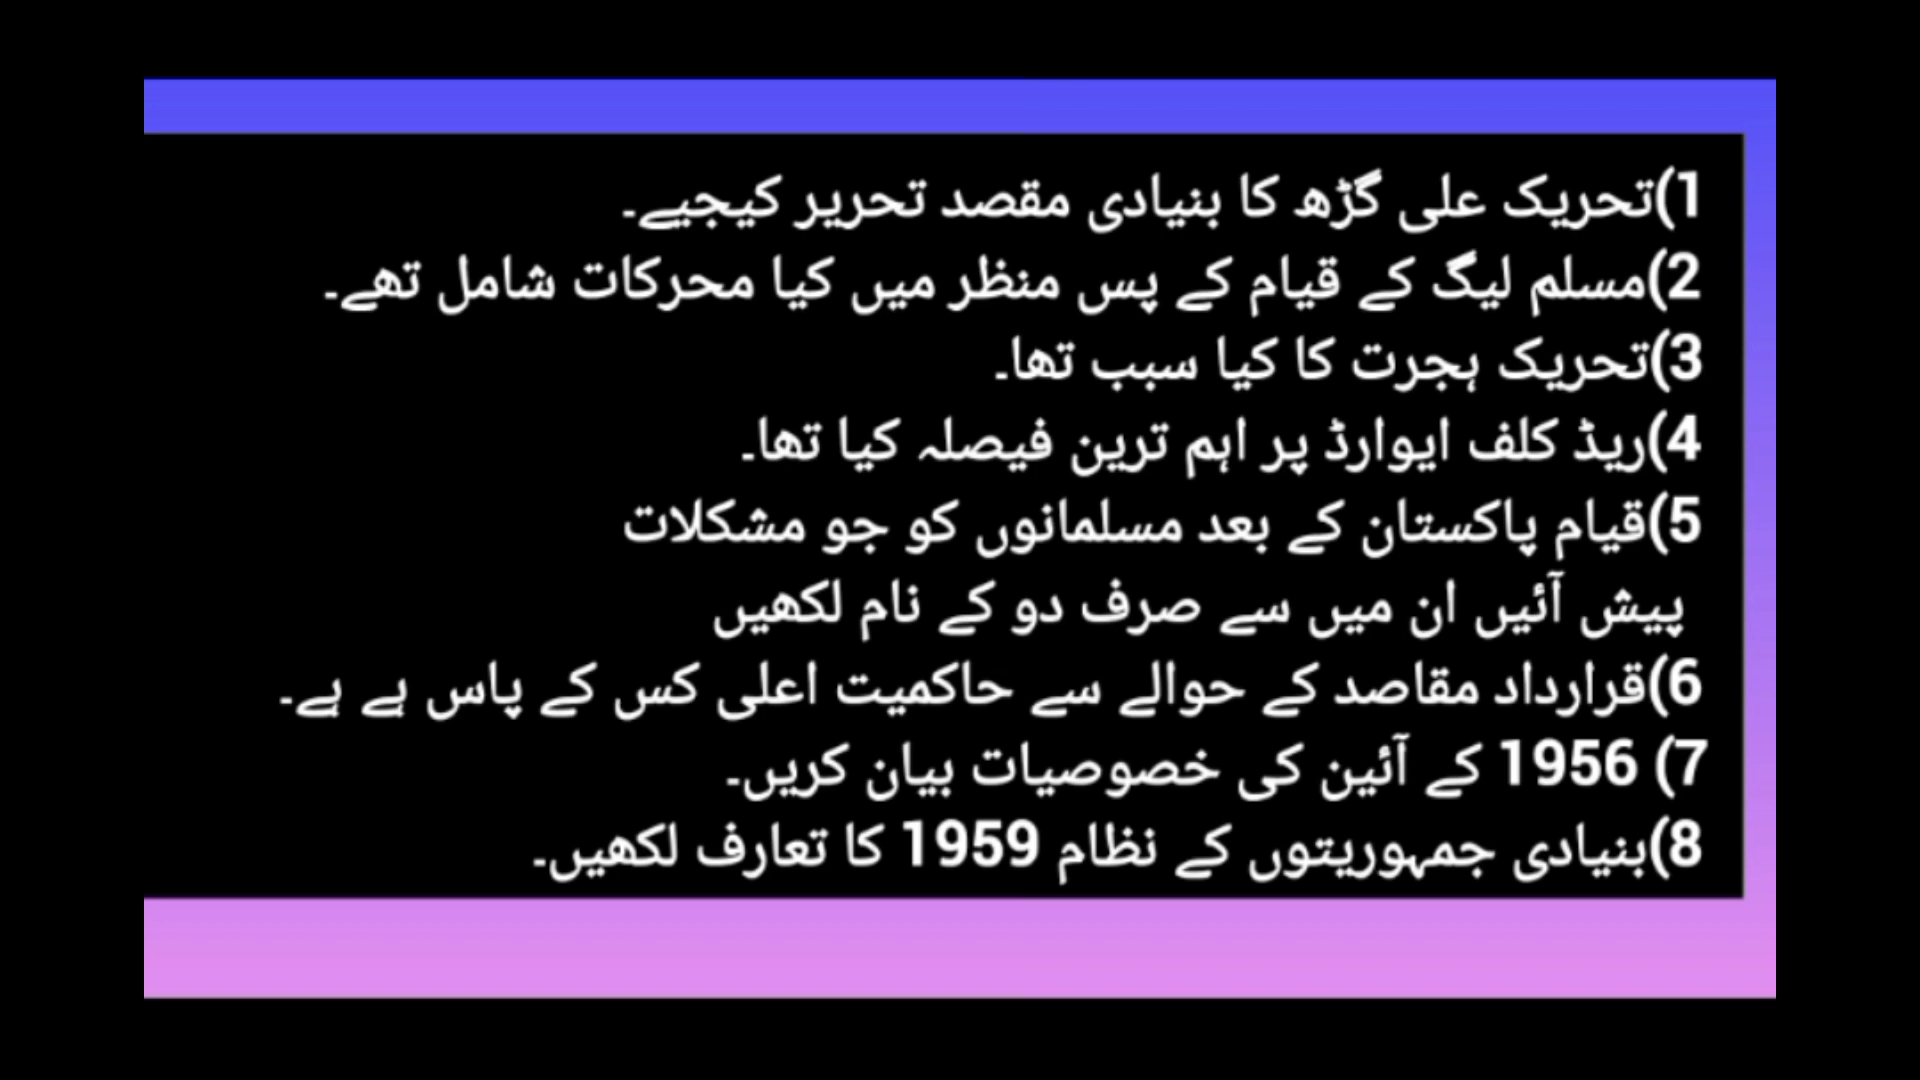 1)تحریک علی گڑھ کا بنیادی مقصد تحریر کیجیے۔
2)مسلم لیگ کے قیام کے پس منظر میں کیا محرکات شامل تھے۔
3)تحریک ہجرت کا کیا سبب تھا۔
4)ریڈ کلف ایوارڈ پر اہم ترین فیصلہ کیا تھا۔
5)قیام پاکستان کے بعد مسلمانوں کو جو مشکلات
پیش آئیں ان میں سے صرف دو کے نام لکھیں
6)قرارداد مقاصد کے حوالے سے حاکمیت اعلی کس کے پاس ہے ہے۔
7) 1956 کے آئین کی خصوصیات بیان کریں۔
8)بنیادی جمہوریتوں کے نظام 1959 کا تعارف لکھیں۔